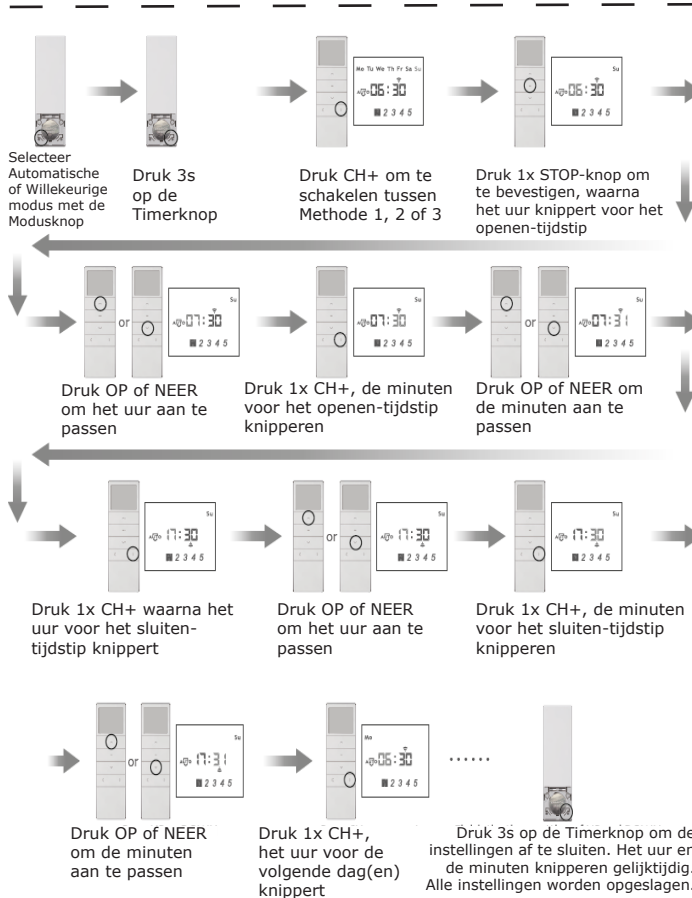 Me Tu We Th Fr Sa Su
06:30
1 2 3 4 5
Su
06:30
1 2 3 4 5
Selecteer
Automatische
of Willekeurige
modus met de
Modusknop
Druk 3s
op de
Timerknop
Druk CH+ om te
schakelen tussen
Methode 1, 2 of 3
Druk 1x STOP-knop om
te bevestigen, waarna
het uur knippert voor het
openen-tijdstip
or
Su
07:30
1 2 3 4 5
Su
07:30
1 2 3 4 5
or
Su
07:31
1 2 3 4 5
Druk OP of NEER
om het uur aan te
passen
Druk 1x CH+, de minuten
voor het openen-tijdstip
knipperen
Druk OP of NEER om
de minuten aan te
passen
Su
17:30
1 2 3 4 5
or
Su
17:30
1 2 3 4 5
Su
17:30
1 2 3 4 5
Druk 1x CH+ waarna het
uur voor het sluiten-
tijdstip knippert
Druk OP of NEER
om het uur aan te
passen
Druk 1x CH+, de minuten
voor het sluiten-tijdstip
knipperen
or
Su
17:31
1 2 3 4 5
Mo
06:30
1 2 3 4 5
......
Druk OP of NEER
om de minuten
aan te passen
Druk 1x CH+,
het uur voor de
volgende dag(en)
knippert
Druk 3s op de Timerknop om de
instellingen af te sluiten. Het uur en
de minuten knipperen gelijktijdig.
Alle instellingen worden opgeslagen.